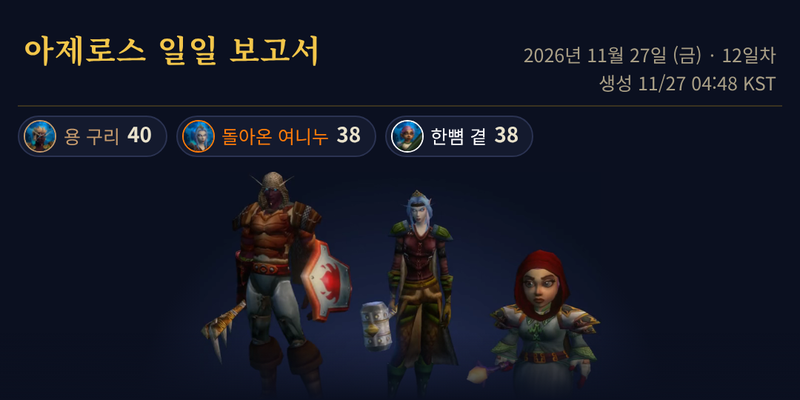 아제로스 일일 보고서
2026년 11월 27일 (금) · 12일차
생성 11/27 04:48 KST
용 구리 40
돌아온 여니누 38
한뼘 곁 38